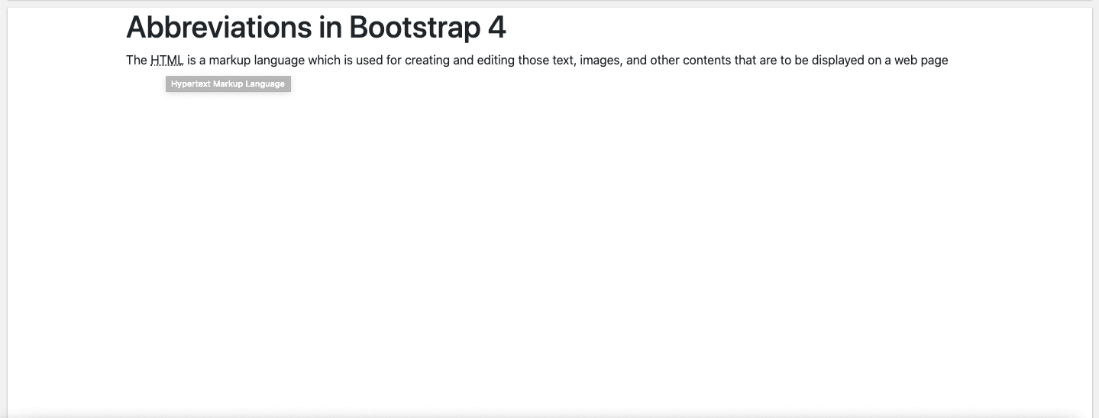 Abbreviations in Bootstrap 4
The HTML is a markup language which is used for creating and editing those text, images, and other contents that are to be displayed on a web page
Hypertext Markup Language